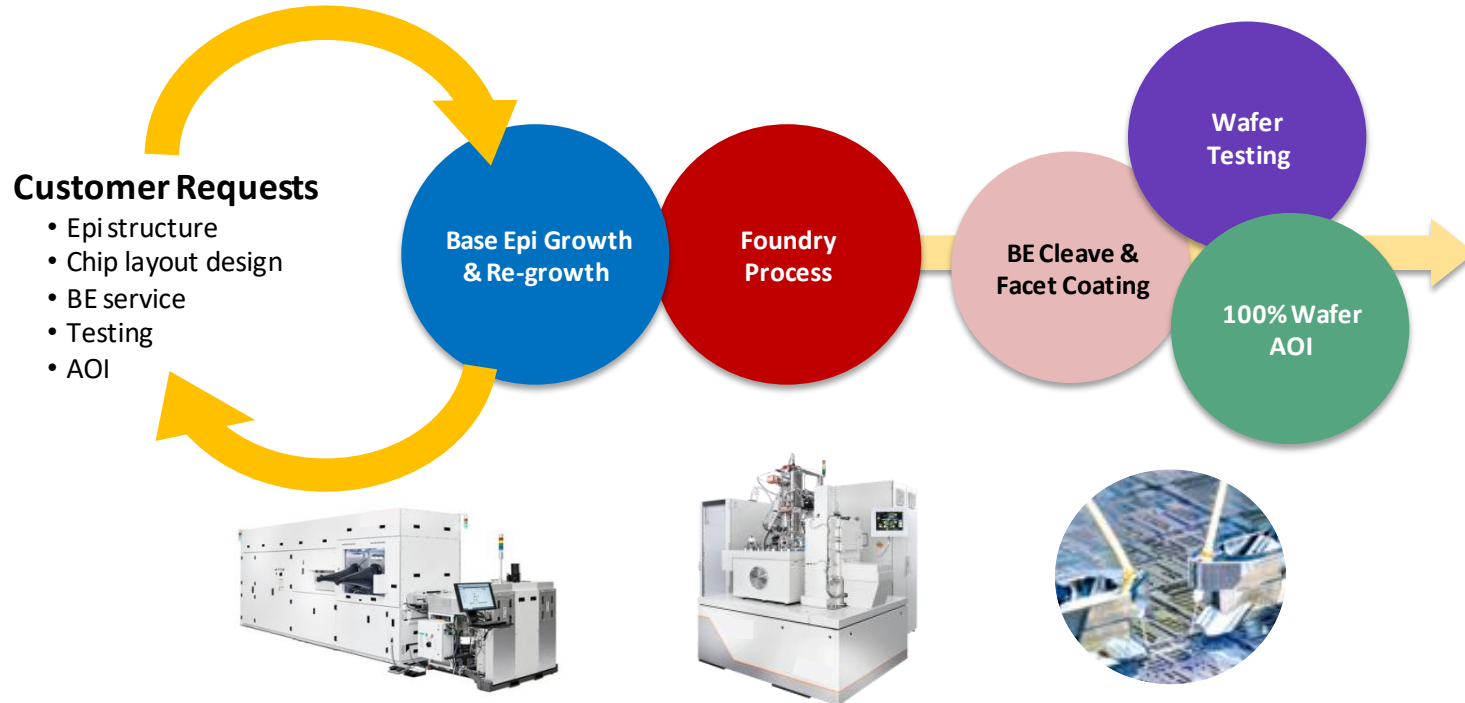 Customer Requests
• Epi structure
• Chip layout design
• BE service
• Testing
• AOI
Base Epi Growth
& Re-growth
Foundry
Process
BE Cleave &
Facet Coating
Wafer
Testing
100% Wafer
AOI